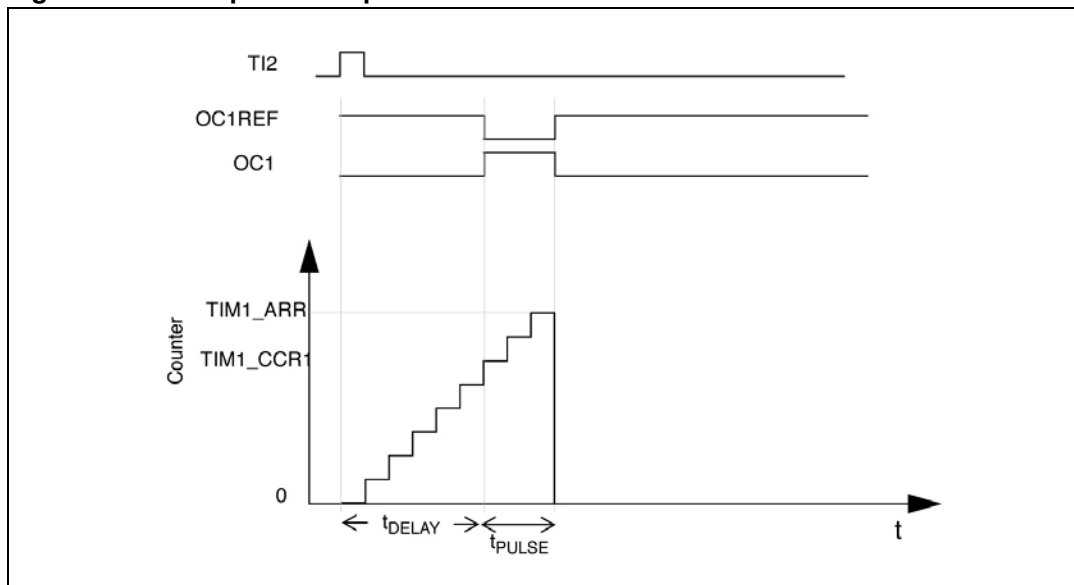 TI2
OC1REF
OC1
Counter
TIM1_ARR
TIM1_CCR1
0
tDELAY
tPULSE
t